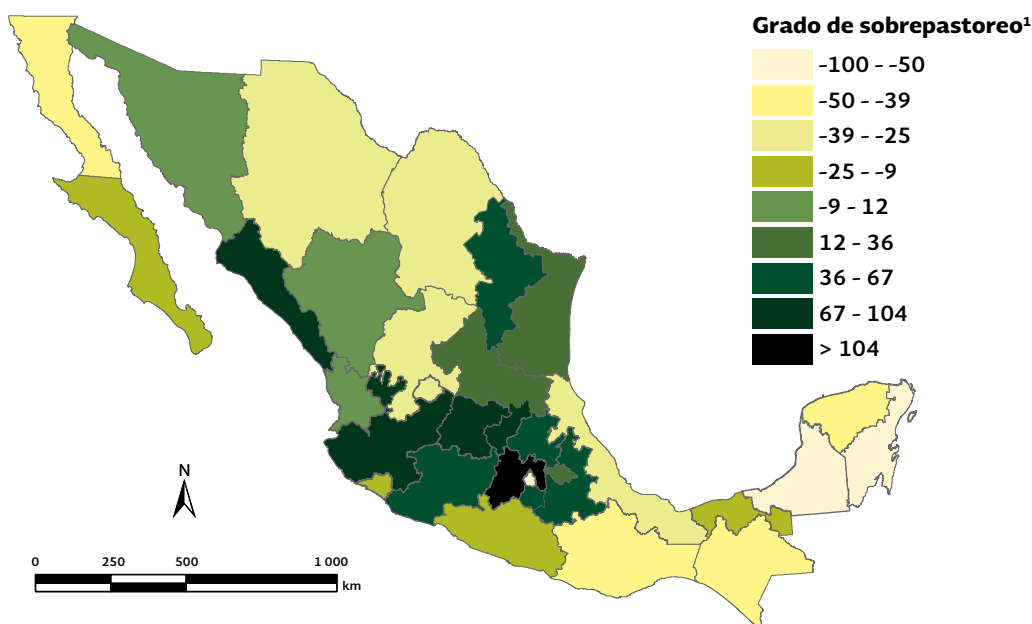 Grado de sobrepastoreo¹
-100 - -50
-50 - -39
-39 - -25
-25 - -9
-9 - 12
12 - 36
36 - 67
67 - 104
> 104
N
0 250 500 1 000
km